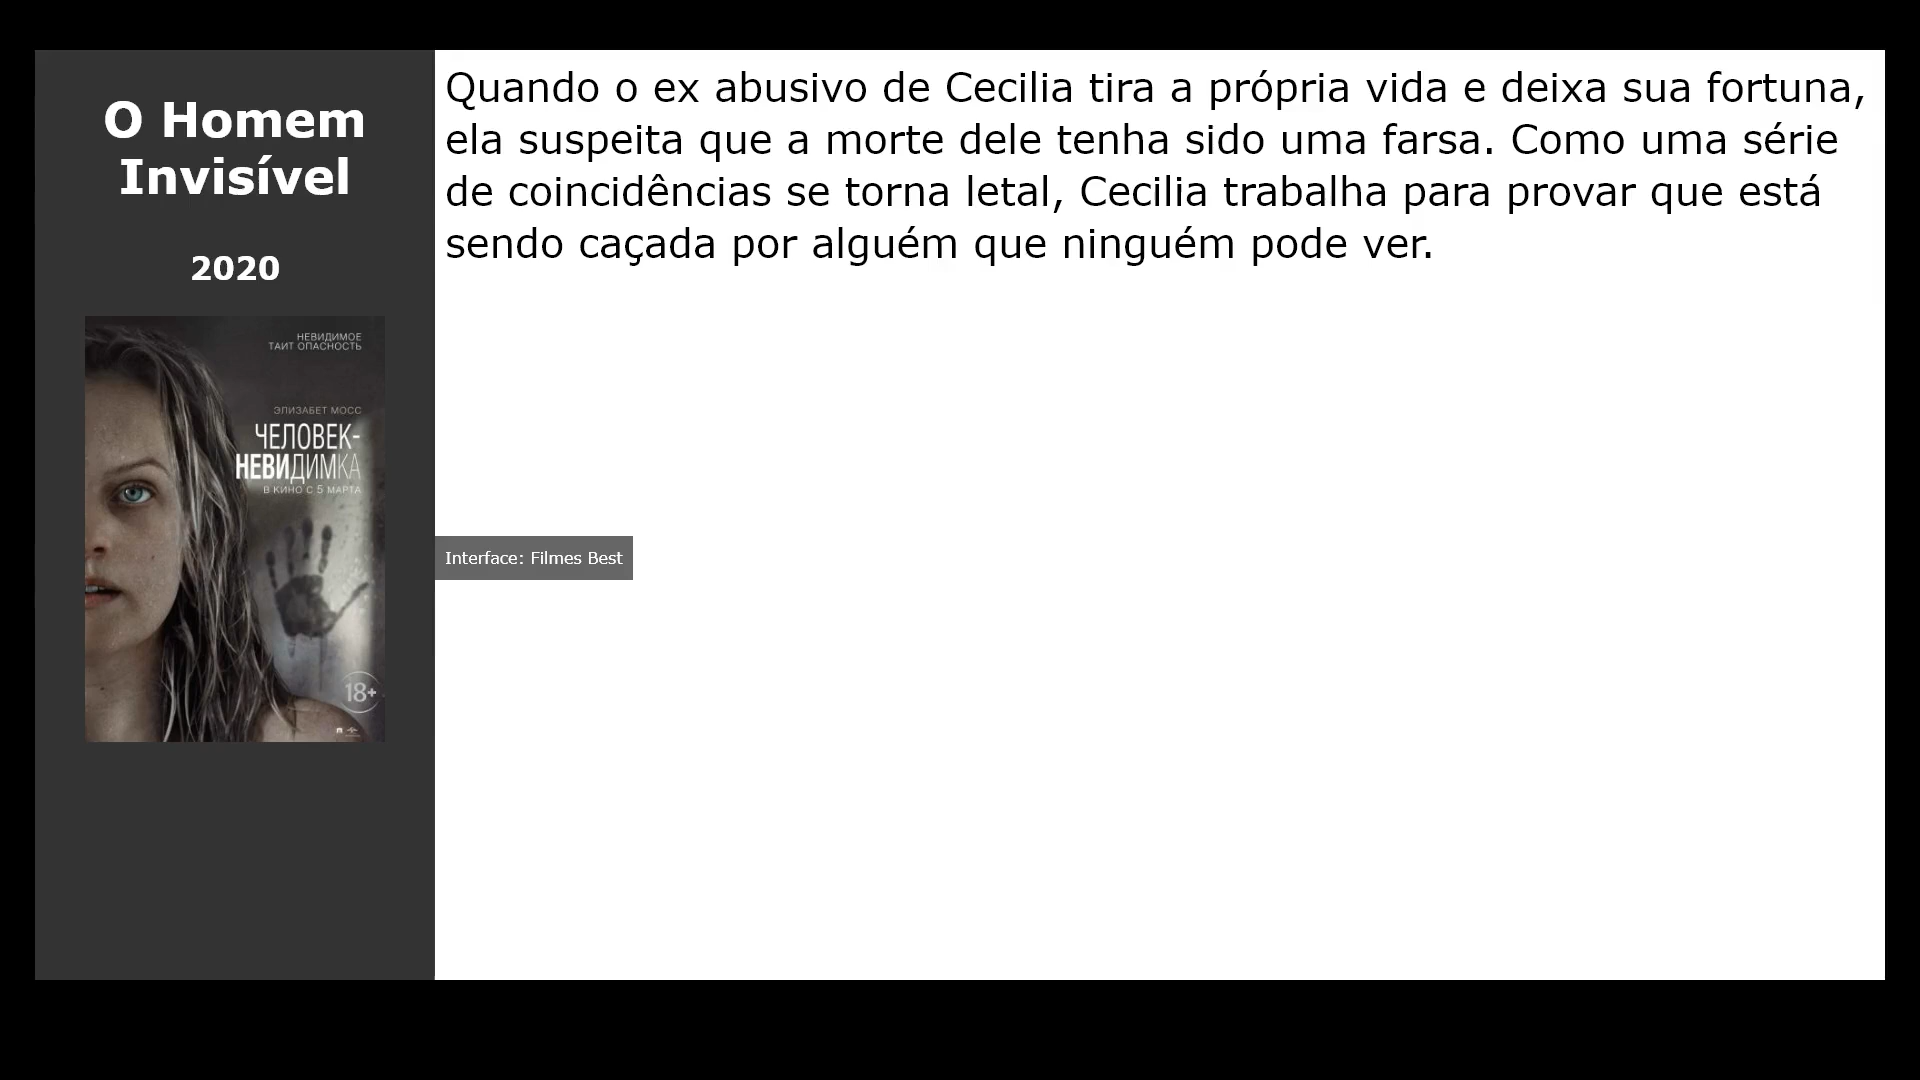 O Homem
Invisível
2020
НЕВИДИМОЕ
ТАИТ ОПАСНОСТЬ
ЭЛИЗАБЕТ МОСС
ЧЕЛОВЕК-
НЕВИДИМКА
В КИНО С 5 МАРТА
18+
Quando o ex abusivo de Cecilia tira a própria vida e deixa sua fortuna,
ela suspeita que a morte dele tenha sido uma farsa. Como uma série
de coincidências se torna letal, Cecilia trabalha para provar que está
sendo caçada por alguém que ninguém pode ver.
Interface: Filmes Best